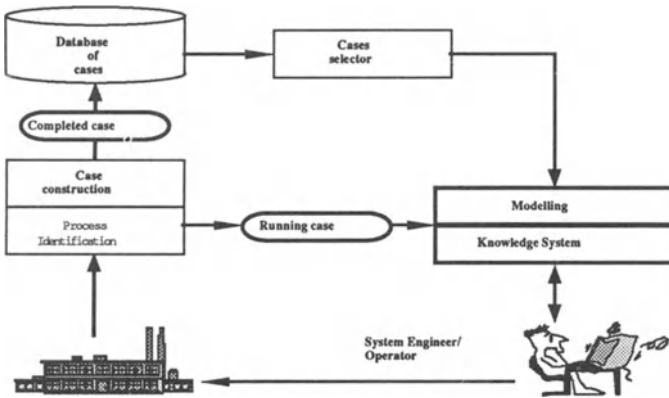 Database
of
cases
Cases
selector
Completed case
Case
construction
Process
Identification
Running case
Modelling
Knowledge System
System Engineer/
Operator